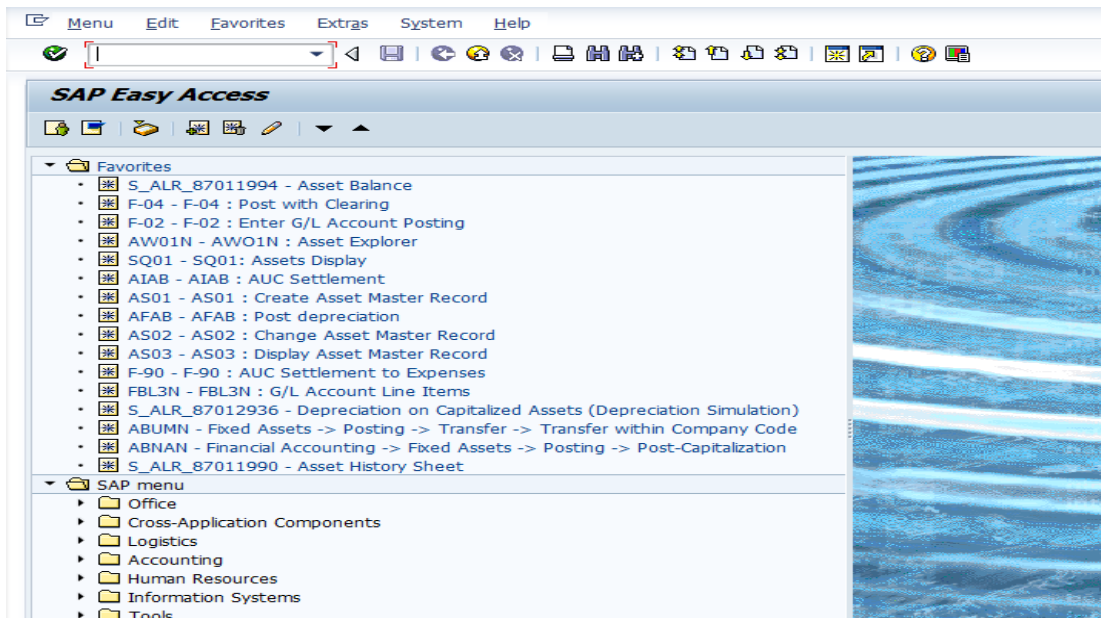 Menu Edit Favorites Extras System Help
SAP Easy Access
Favorites
S_ALR_87011994 - Asset Balance
F-04 - F-04 : Post with Clearing
F-02 - F-02 : Enter G/L Account Posting
AW01N - AWO1N : Asset Explorer
SQ01 - SQ01: Assets Display
AIAB - AIAB : AUC Settlement
AS01 - AS01 : Create Asset Master Record
AFAB - AFAB : Post depreciation
AS02 - AS02 : Change Asset Master Record
AS03 - AS03 : Display Asset Master Record
F-90 - F-90 : AUC Settlement to Expenses
FBL3N - FBL3N : G/L Account Line Items
S_ALR_87012936 - Depreciation on Capitalized Assets (Depreciation Simulation)
ABUMN - Fixed Assets -> Posting -> Transfer -> Transfer within Company Code
ABNAN - Financial Accounting -> Fixed Assets -> Posting -> Post-Capitalization
S_ALR_87011990 - Asset History Sheet
SAP menu
Office
Cross-Application Components
Logistics
Accounting
Human Resources
Information Systems
Tools